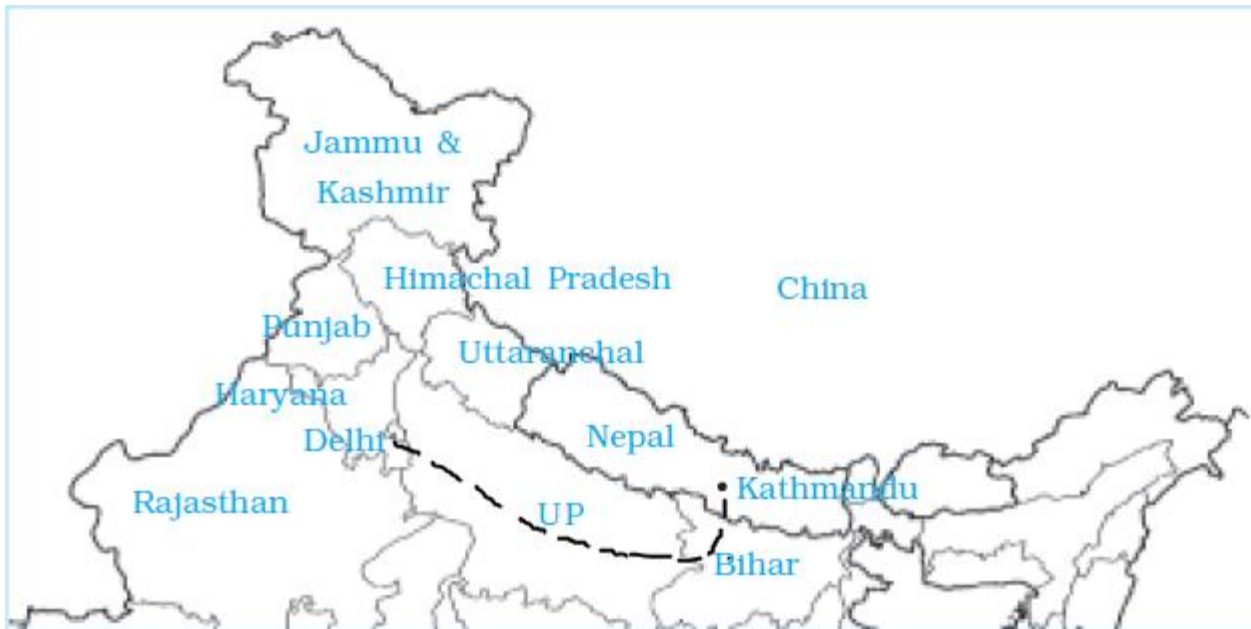 Jammu &
Kashmir
Himachal Pradesh
China
Punjab
Uttaranchal
Haryana
Delhi
Nepal
Kathmandu
Rajasthan
UP
Bihar